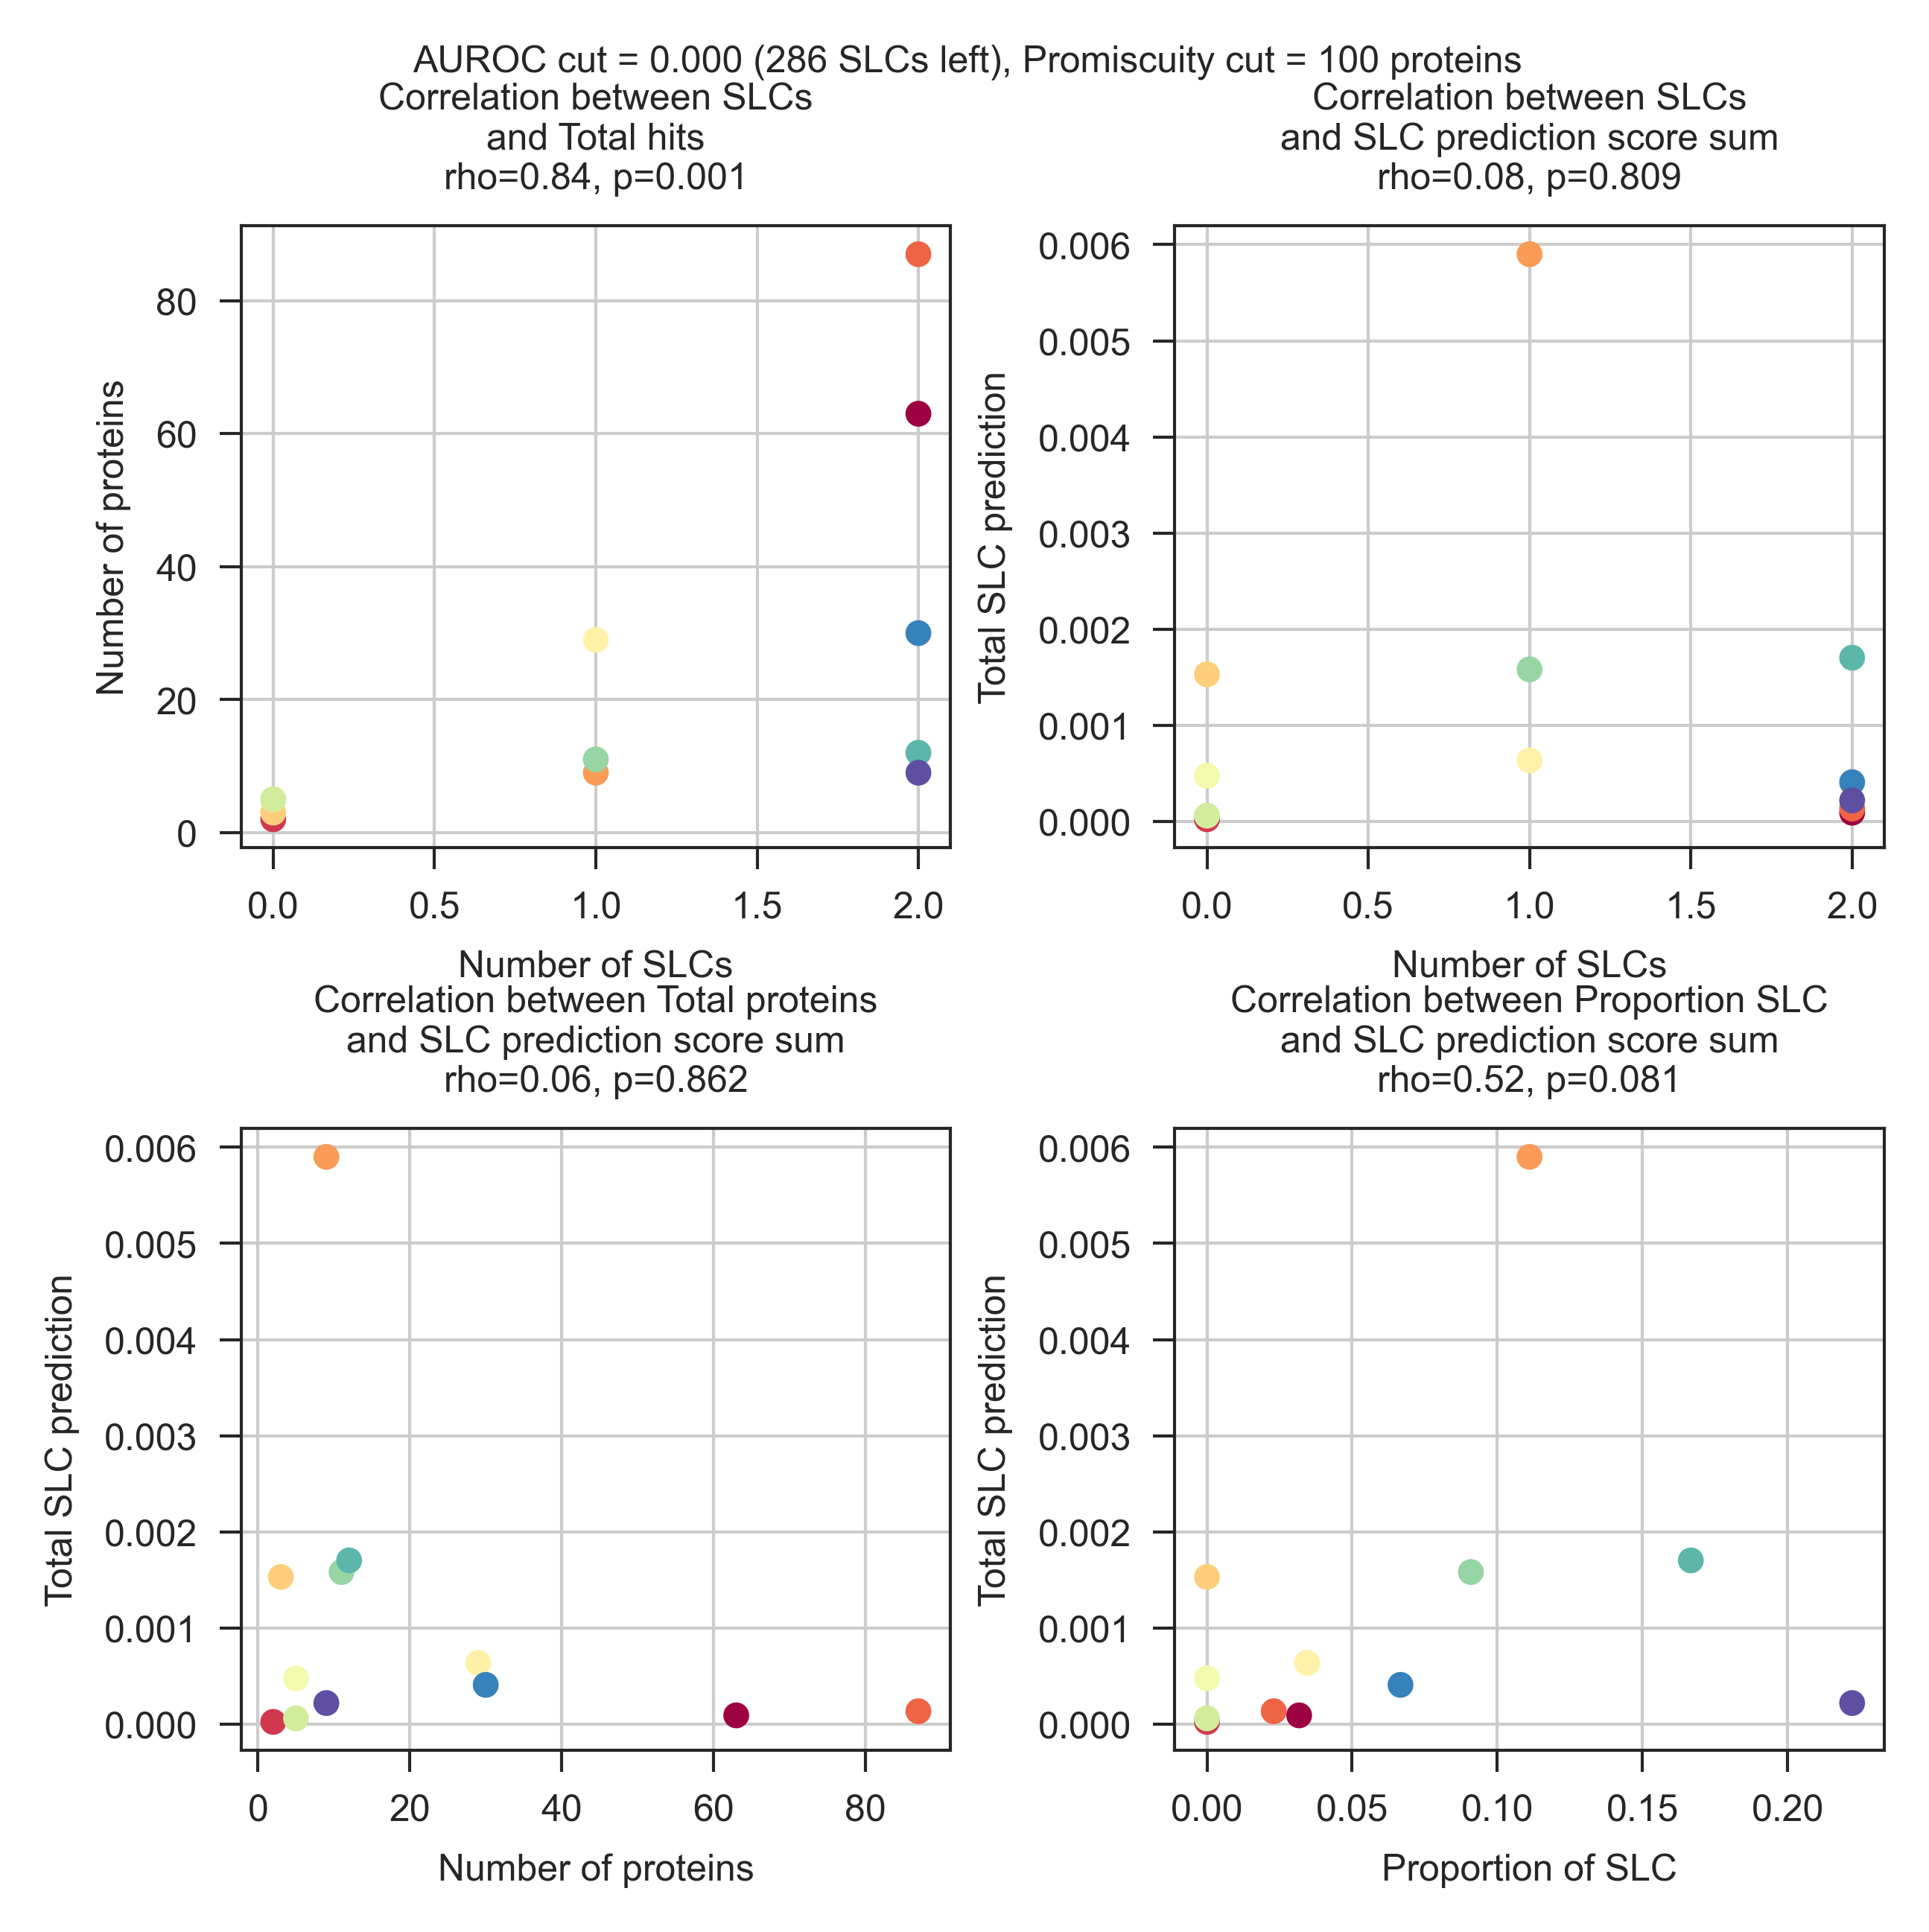 AUROC cut = 0.000 (286 SLCs left), Promiscuity cut = 100 proteins
Correlation between SLCs
and Total hits
rho=0.84, p=0.001
Number of proteins
80
60
40
20
0
0.0 0.5 1.0 1.5 2.0
Number of SLCs
Correlation between SLCs
and SLC prediction score sum
rho=0.08, p=0.809
Total SLC prediction
0.006
0.005
0.004
0.003
0.002
0.001
0.000
0.0 0.5 1.0 1.5 2.0
Number of SLCs
Correlation between Total proteins
and SLC prediction score sum
rho=0.06, p=0.862
Total SLC prediction
0.006
0.005
0.004
0.003
0.002
0.001
0.000
0 20 40 60 80
Number of proteins
Correlation between Proportion SLC
and SLC prediction score sum
rho=0.52, p=0.081
Total SLC prediction
0.006
0.005
0.004
0.003
0.002
0.001
0.000
0.00 0.05 0.10 0.15 0.20
Proportion of SLC